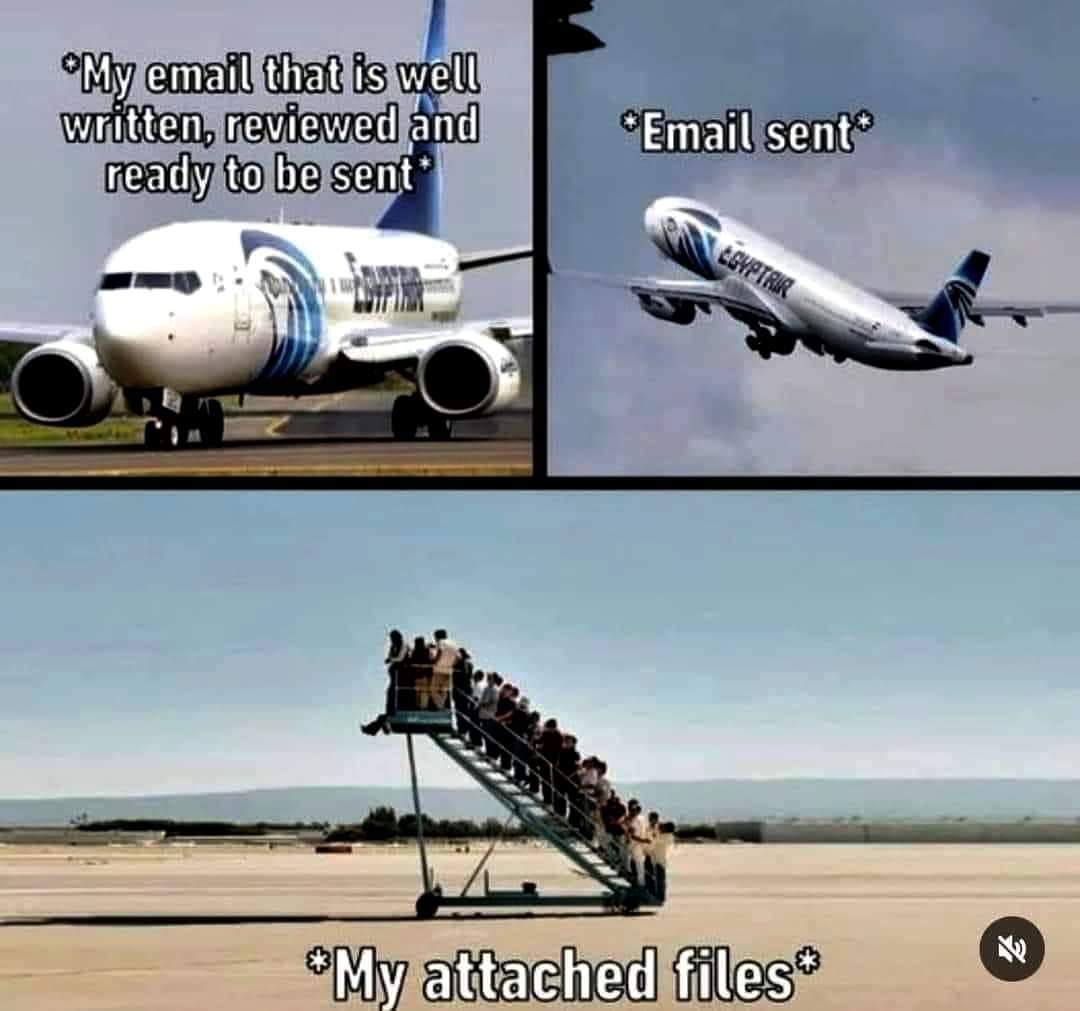 *My email that is well
written, reviewed and
ready to be sent*
EGYPTAIR
*Email sent*
EGYPTAIR
*My attached files*